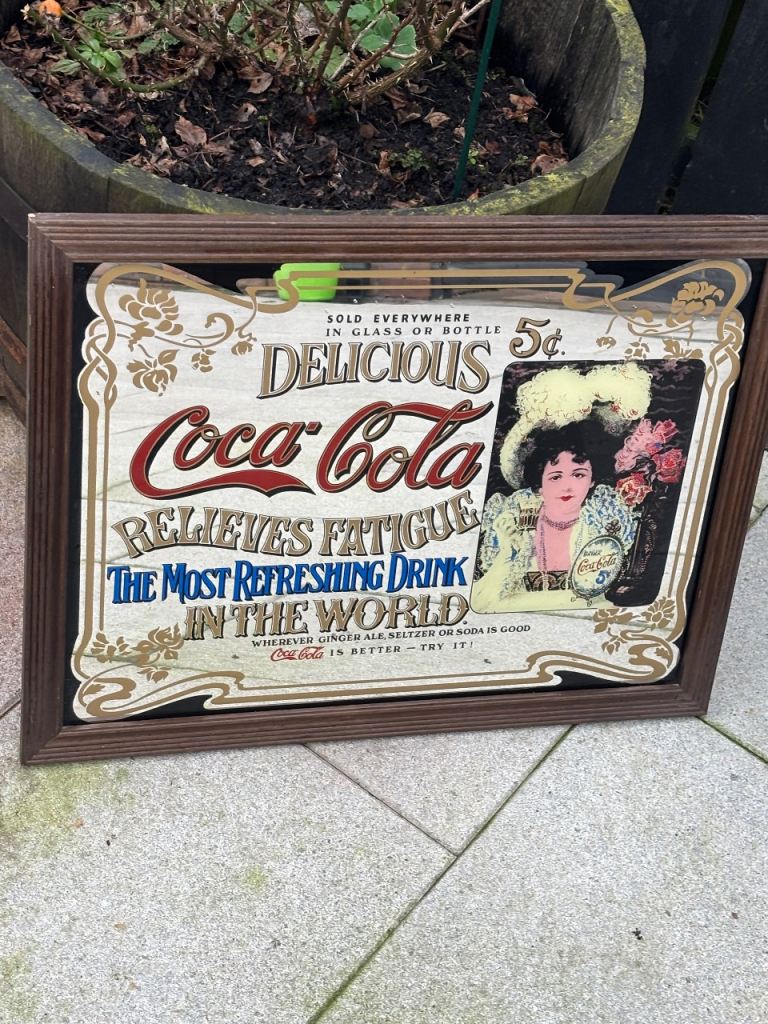 SOLD EVERYWHERE
IN GLASS OR BOTTLE 5¢.
DELICIOUS
Coca-Cola
RELIEVES FATIGUE
THE MOST REFRESHING DRINK
IN THE WORLD.
WHEREVER GINGER ALE, SELTZER OR SODA IS GOOD
Coca-Cola IS BETTER — TRY IT!
Coca-Cola
5¢